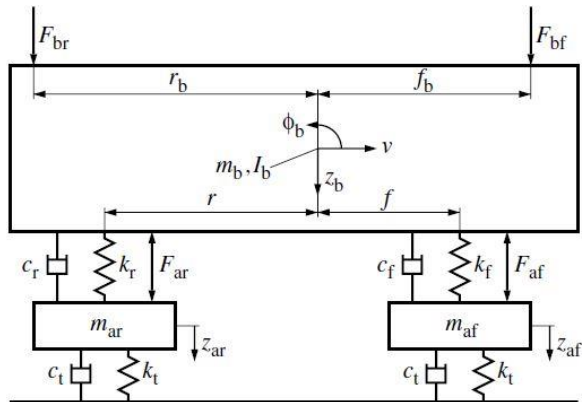 F_br F_bf
r_b f_b
ϕ_b
v
m_b, I_b z_b
r f
c_r k_r F_ar c_f k_f F_af
m_ar m_af
z_ar z_af
c_t k_t c_t k_t